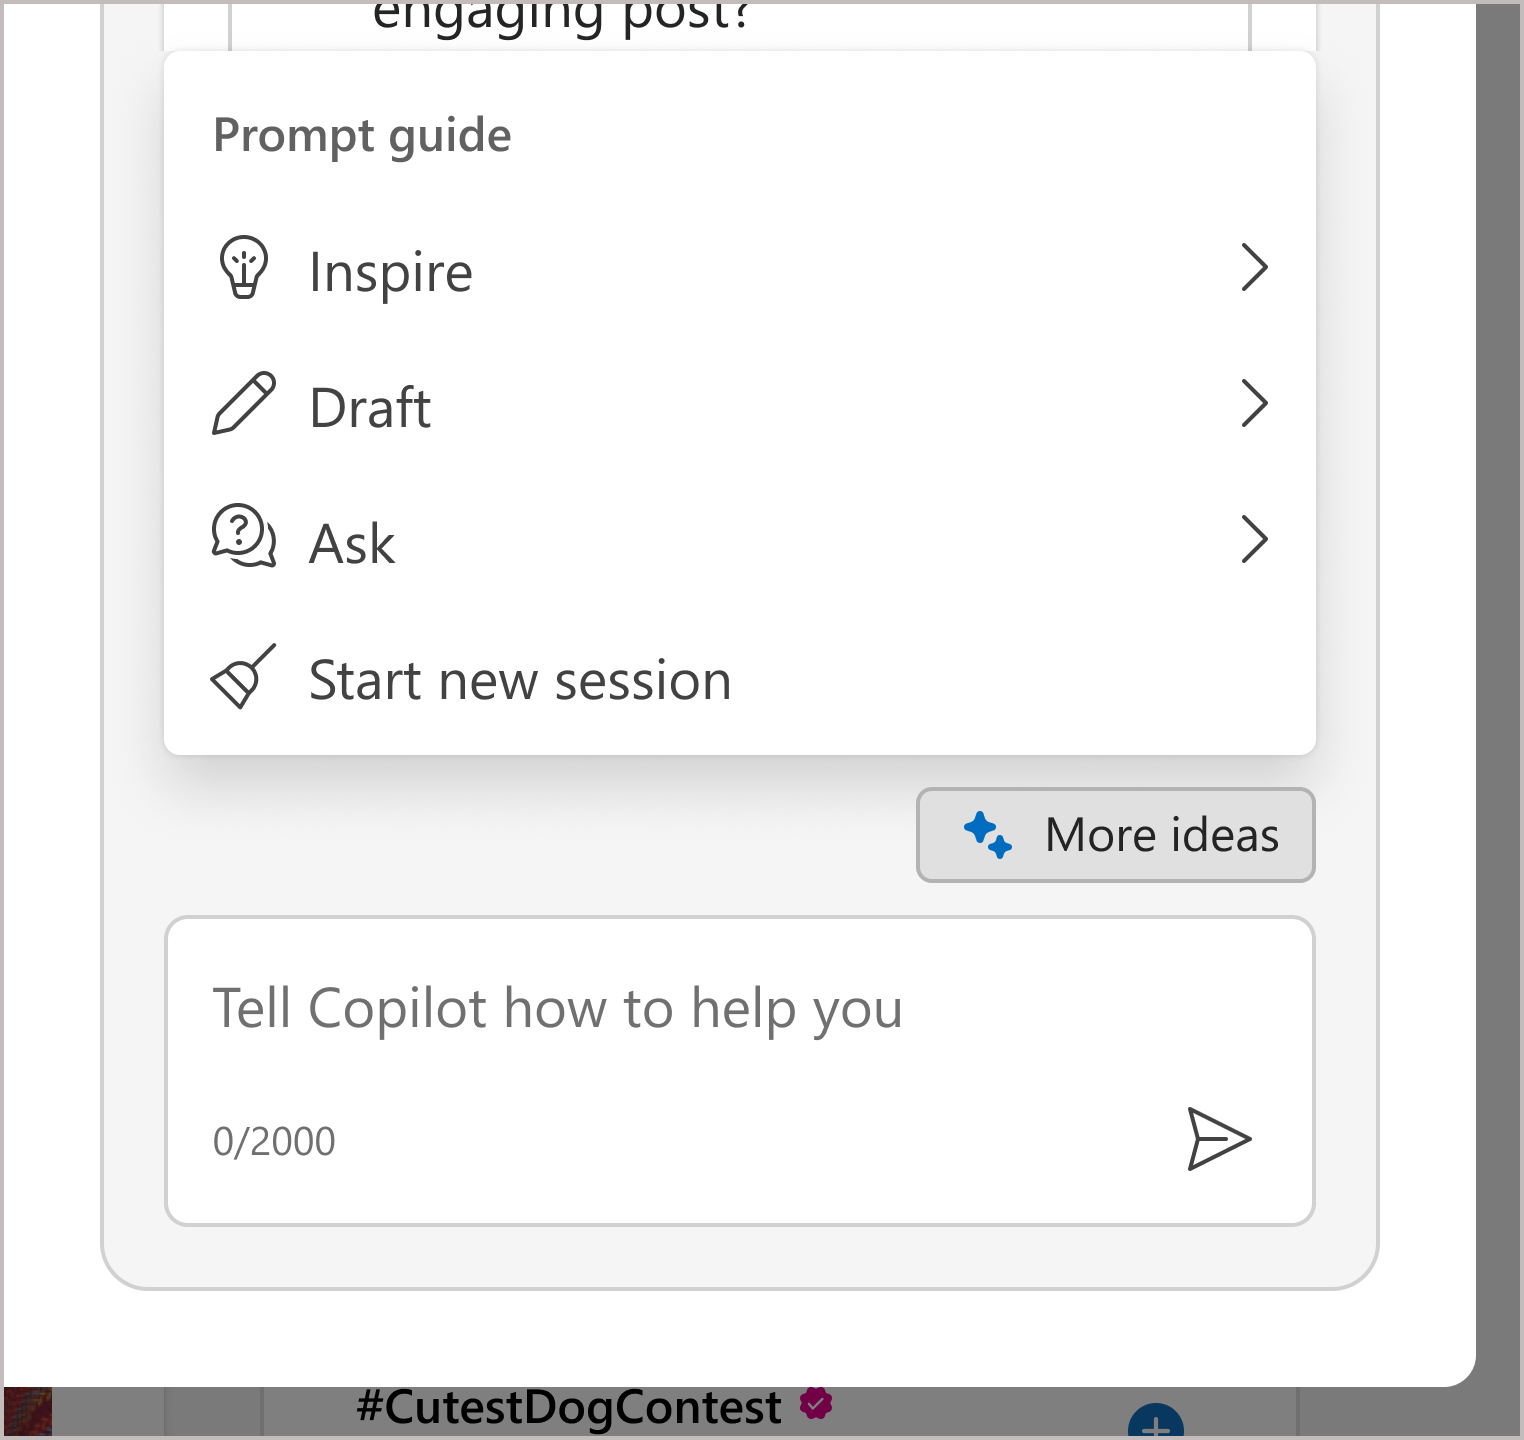 engaging post?
Prompt guide
Inspire
Draft
Ask
Start new session
More ideas
Tell Copilot how to help you
0/2000
#CutestDogContest